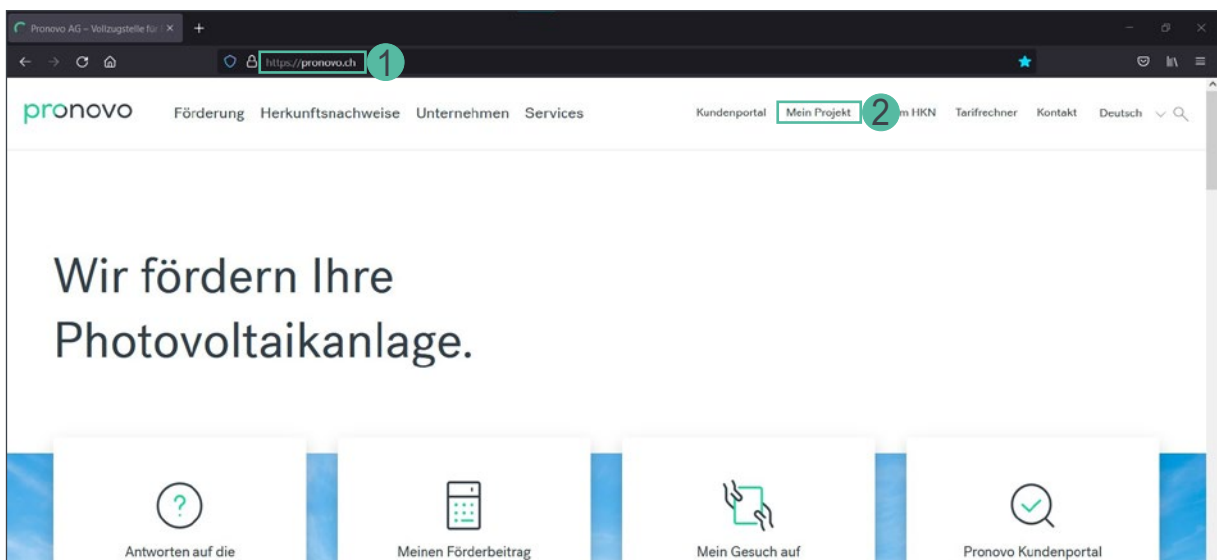 Pronovo AG – Vollzugstelle für
https://pronovo.ch 1
pronovo Förderung Herkunftsnachweise Unternehmen Services Kundenportal Mein Projekt 2 HKN Tarifrechner Kontakt Deutsch
Wir fördern Ihre
Photovoltaikanlage.
Antworten auf die
Meinen Förderbeitrag
Mein Gesuch auf
Pronovo Kundenportal